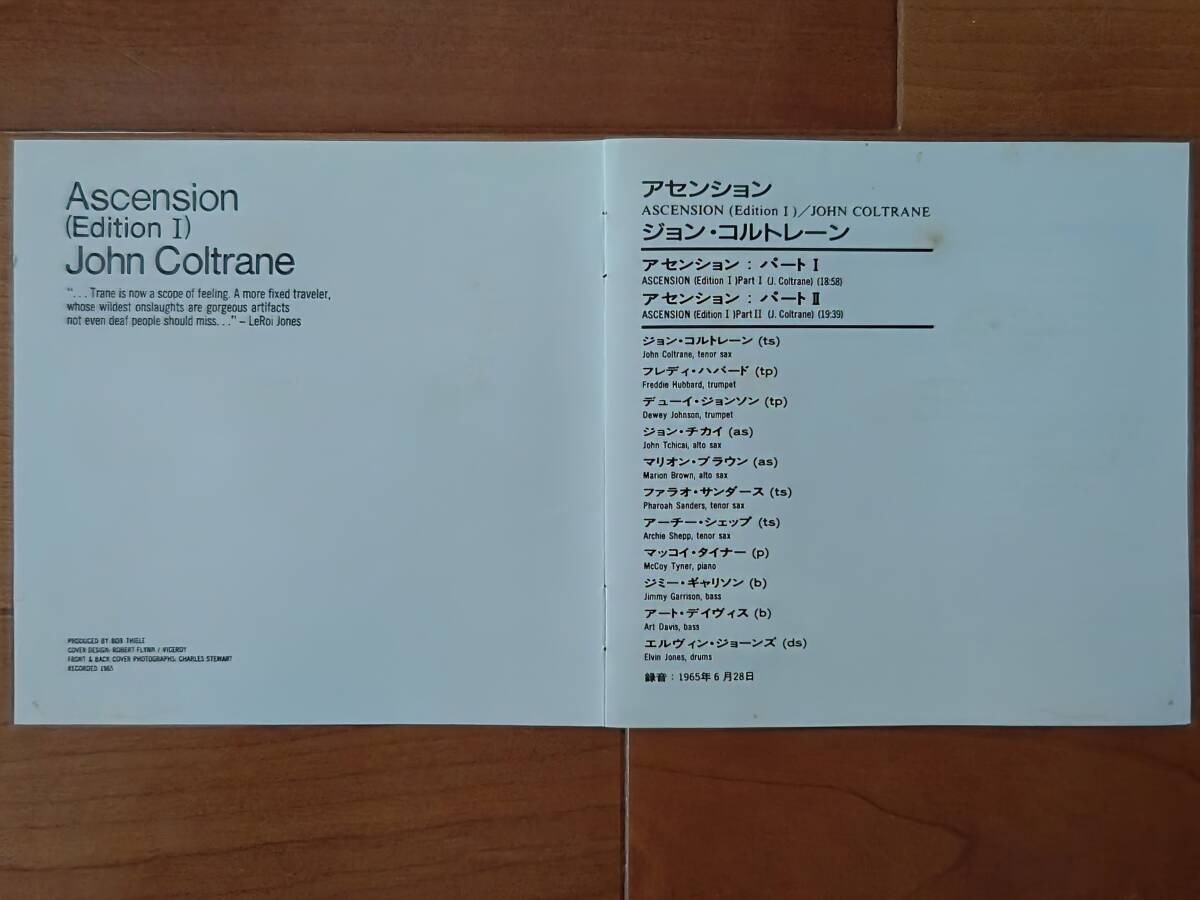 Ascension
(Edition I)
John Coltrane
“. . . Trane is now a scope of feeling. A more fixed traveler,
whose wildest onslaughts are gorgeous artifacts
not even deaf people should miss. . .” – LeRoi Jones
PRODUCED BY BOB THIELE
COVER DESIGN: ROBERT FLYNN / VICEROY
FRONT & BACK COVER PHOTOGRAPHS: CHARLES STEWART
RECORDED 1965
アセンション
ASCENSION (Edition I)／JOHN COLTRANE
ジョン・コルトレーン
アセンション：パートⅠ
ASCENSION (Edition I)Part I (J. Coltrane) (18:58)
アセンション：パートⅡ
ASCENSION (Edition I)Part II (J. Coltrane) (19:39)
ジョン・コルトレーン (ts)
John Coltrane, tenor sax
フレディ・ハバード (tp)
Freddie Hubbard, trumpet
デューイ・ジョンソン (tp)
Dewey Johnson, trumpet
ジョン・チカイ (as)
John Tchicai, alto sax
マリオン・ブラウン (as)
Marion Brown, alto sax
ファラオ・サンダース (ts)
Pharoah Sanders, tenor sax
アーチー・シェップ (ts)
Archie Shepp, tenor sax
マッコイ・タイナー (p)
McCoy Tyner, piano
ジミー・ギャリソン (b)
Jimmy Garrison, bass
アート・デイヴィス (b)
Art Davis, bass
エルヴィン・ジョーンズ (ds)
Elvin Jones, drums
録音：1965年6月28日